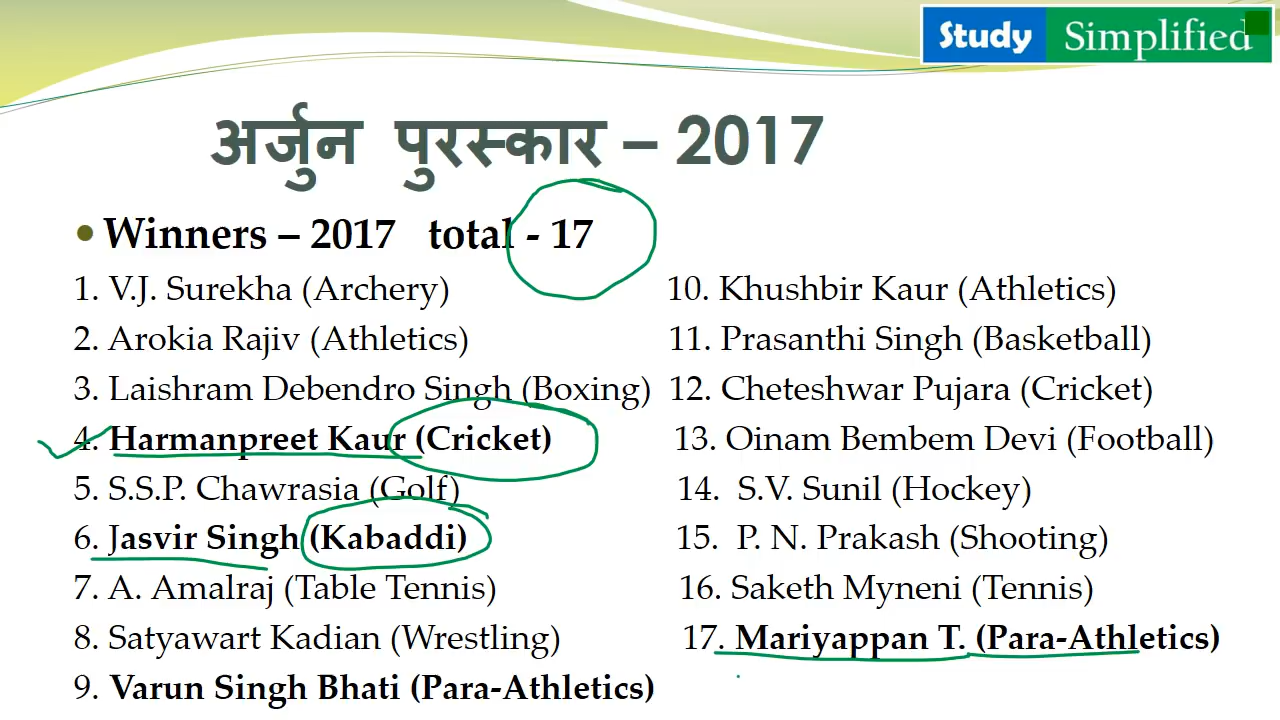 Study Simplified
अर्जुन पुरस्कार – 2017
• Winners – 2017 total - 17
1. V.J. Surekha (Archery)
2. Arokia Rajiv (Athletics)
3. Laishram Debendro Singh (Boxing)
4. Harmanpreet Kaur (Cricket)
5. S.S.P. Chawrasia (Golf)
6. Jasvir Singh (Kabaddi)
7. A. Amalraj (Table Tennis)
8. Satyawart Kadian (Wrestling)
9. Varun Singh Bhati (Para-Athletics)
10. Khushbir Kaur (Athletics)
11. Prasanthi Singh (Basketball)
12. Cheteshwar Pujara (Cricket)
13. Oinam Bembem Devi (Football)
14. S.V. Sunil (Hockey)
15. P. N. Prakash (Shooting)
16. Saketh Myneni (Tennis)
17. Mariyappan T. (Para-Athletics)